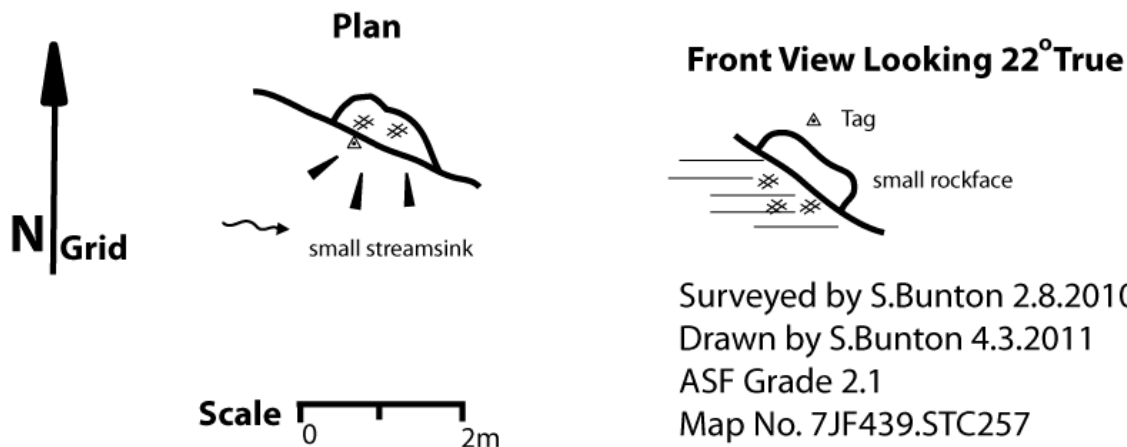 Plan
N Grid
small streamsink
Scale
0 2m
Front View Looking 22°True
Tag
small rockface
Surveyed by S.Bunton 2.8.2010
Drawn by S.Bunton 4.3.2011
ASF Grade 2.1
Map No. 7JF439.STC257